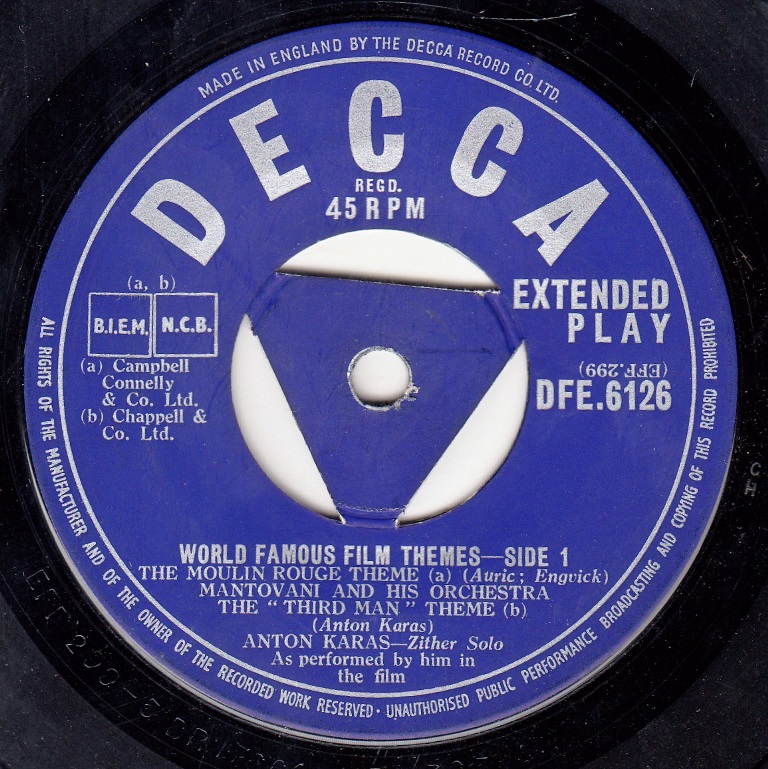 MADE IN ENGLAND BY THE DECCA RECORD CO. LTD.
DECCA
REGD.
45 RPM
(a, b)
B.I.E.M. N.C.B.
(a) Campbell
Connelly
& Co. Ltd.
(b) Chappell &
Co. Ltd.
EXTENDED
PLAY
(EFF.299)
DFE.6126
WORLD FAMOUS FILM THEMES—SIDE 1
THE MOULIN ROUGE THEME (a) (Auric ; Engvick)
MANTOVANI AND HIS ORCHESTRA
THE "THIRD MAN" THEME (b)
(Anton Karas)
ANTON KARAS—Zither Solo
As performed by him in
the film
ALL RIGHTS OF THE MANUFACTURER AND OF THE OWNER OF THE RECORDED WORK RESERVED · UNAUTHORISED PUBLIC PERFORMANCE BROADCASTING AND COPYING OF THIS RECORD PROHIBITED